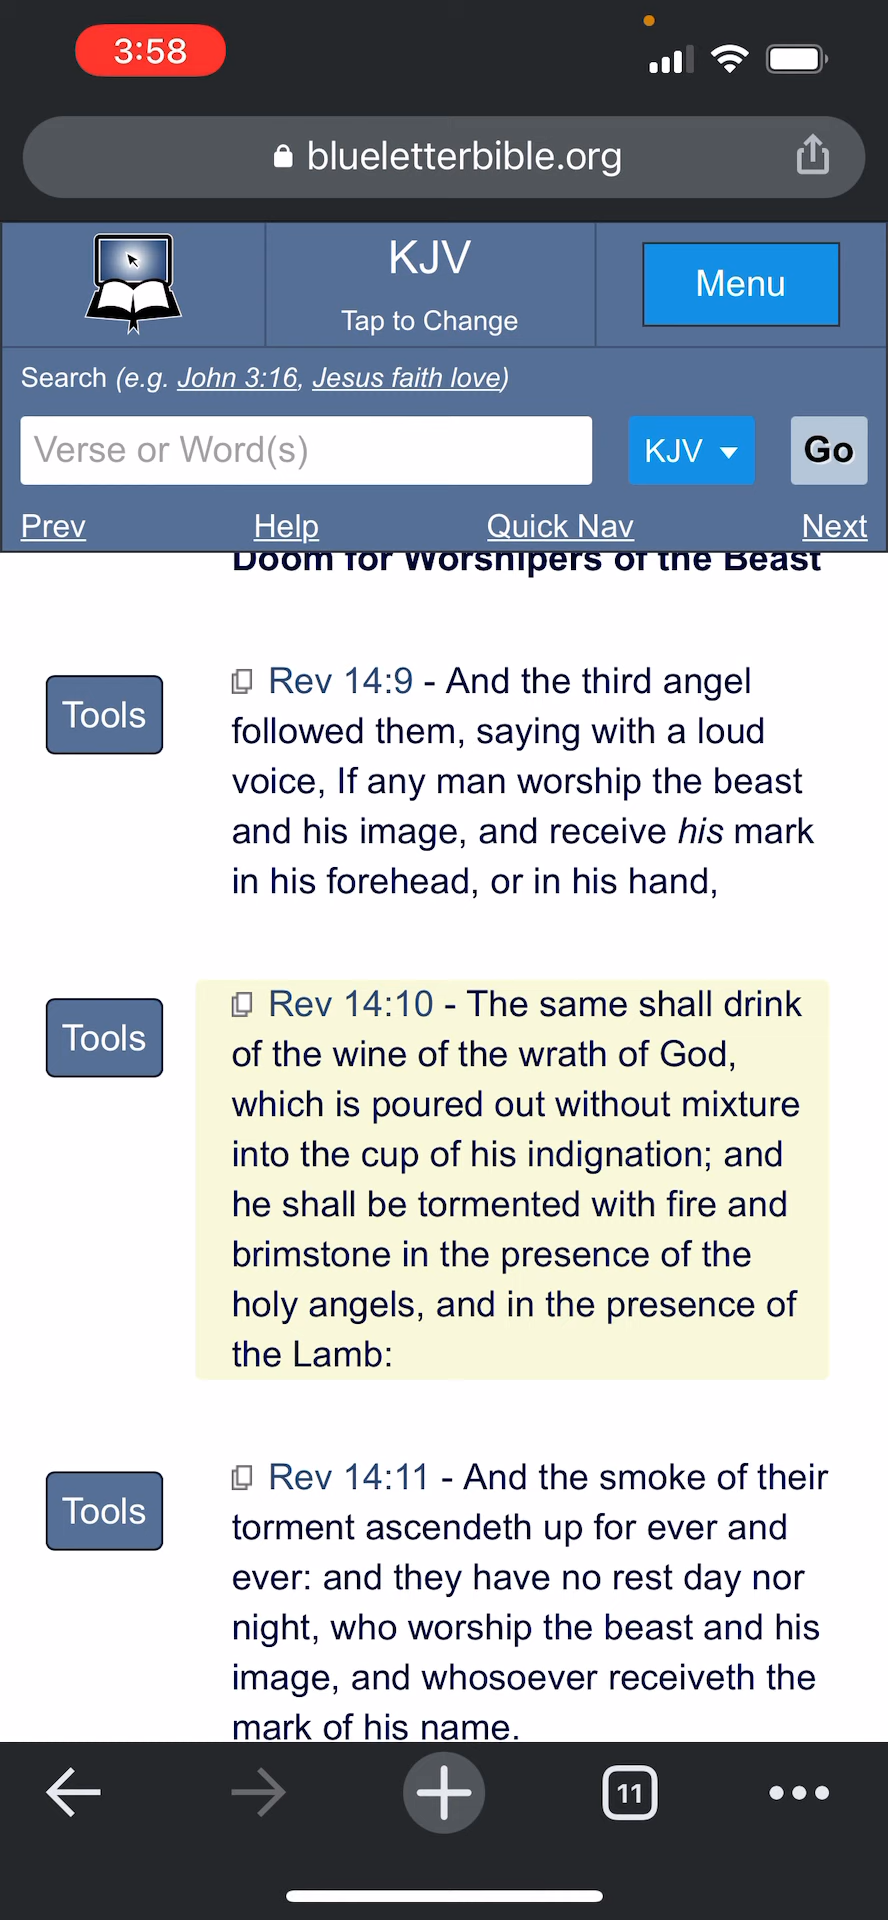 3:58
blueletterbible.org
KJV
Tap to Change
Menu
Search (e.g. John 3:16, Jesus faith love)
Verse or Word(s)
KJV
Go
Prev
Help
Quick Nav
Next
Doom for Worshipers of the Beast
Tools
Rev 14:9 - And the third angel
followed them, saying with a loud
voice, If any man worship the beast
and his image, and receive his mark
in his forehead, or in his hand,
Tools
Rev 14:10 - The same shall drink
of the wine of the wrath of God,
which is poured out without mixture
into the cup of his indignation; and
he shall be tormented with fire and
brimstone in the presence of the
holy angels, and in the presence of
the Lamb:
Tools
Rev 14:11 - And the smoke of their
torment ascendeth up for ever and
ever: and they have no rest day nor
night, who worship the beast and his
image, and whosoever receiveth the
mark of his name.
11